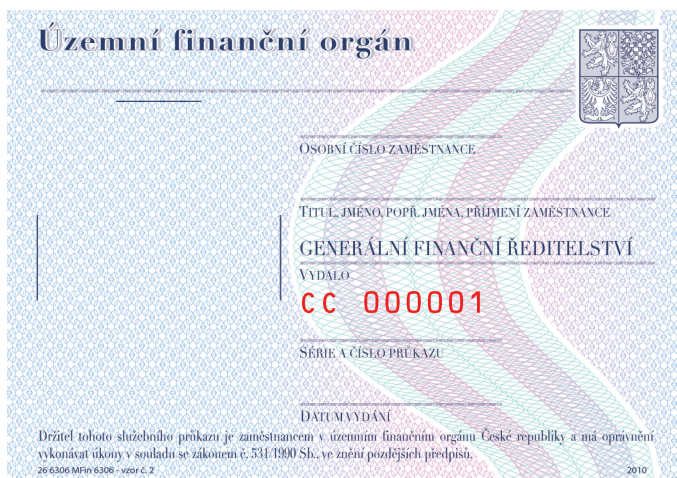 Územní finanční orgán
OSOBNÍ ČÍSLO ZAMĚSTNANCE
TITUL, JMÉNO, POPŘ. JMÉNA, PŘÍJMENÍ ZAMĚSTNANCE
GENERÁLNÍ FINANČNÍ ŘEDITELSTVÍ
VYDALO
CC 000001
SÉRIE A ČÍSLO PRŮKAZU
DATUM VYDÁNÍ
Držitel tohoto služebního průkazu je zaměstnancem v územním finančním orgánu České republiky a má oprávnění
vykonávat úkony v souladu se zákonem č. 531/1990 Sb., ve znění pozdějších předpisů.
26 6306 MFin 6306 - vzor č. 2 2010